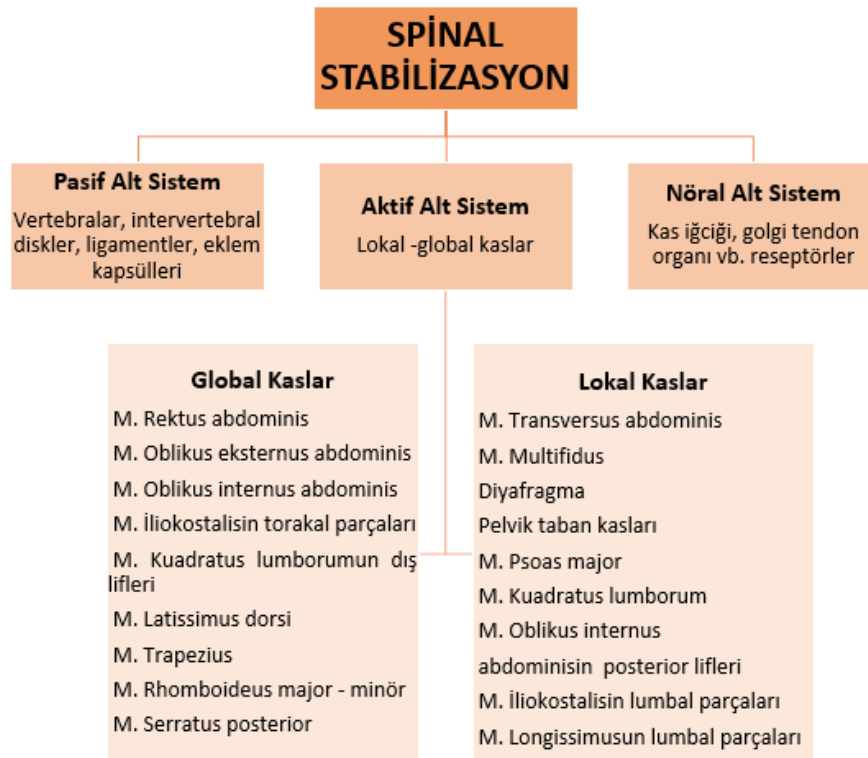 SPİNAL
STABİLİZASYON
Pasif Alt Sistem
Vertebralar, intervertebral
diskler, ligamentler, eklem
kapsülleri
Aktif Alt Sistem
Lokal -global kaslar
Nöral Alt Sistem
Kas iğciği, golgi tendon
organı vb. reseptörler
Global Kaslar
M. Rektus abdominis
M. Oblikus eksternus abdominis
M. Oblikus internus abdominis
M. İliokostalisin torakal parçaları
M. Kuadratus lumborumun dış
lifleri
M. Latissimus dorsi
M. Trapezius
M. Rhomboideus major - minör
M. Serratus posterior
Lokal Kaslar
M. Transversus abdominis
M. Multifidus
Diyafragma
Pelvik taban kasları
M. Psoas major
M. Kuadratus lumborum
M. Oblikus internus
abdominisin posterior lifleri
M. İliokostalisin lumbal parçaları
M. Longissimusun lumbal parçaları